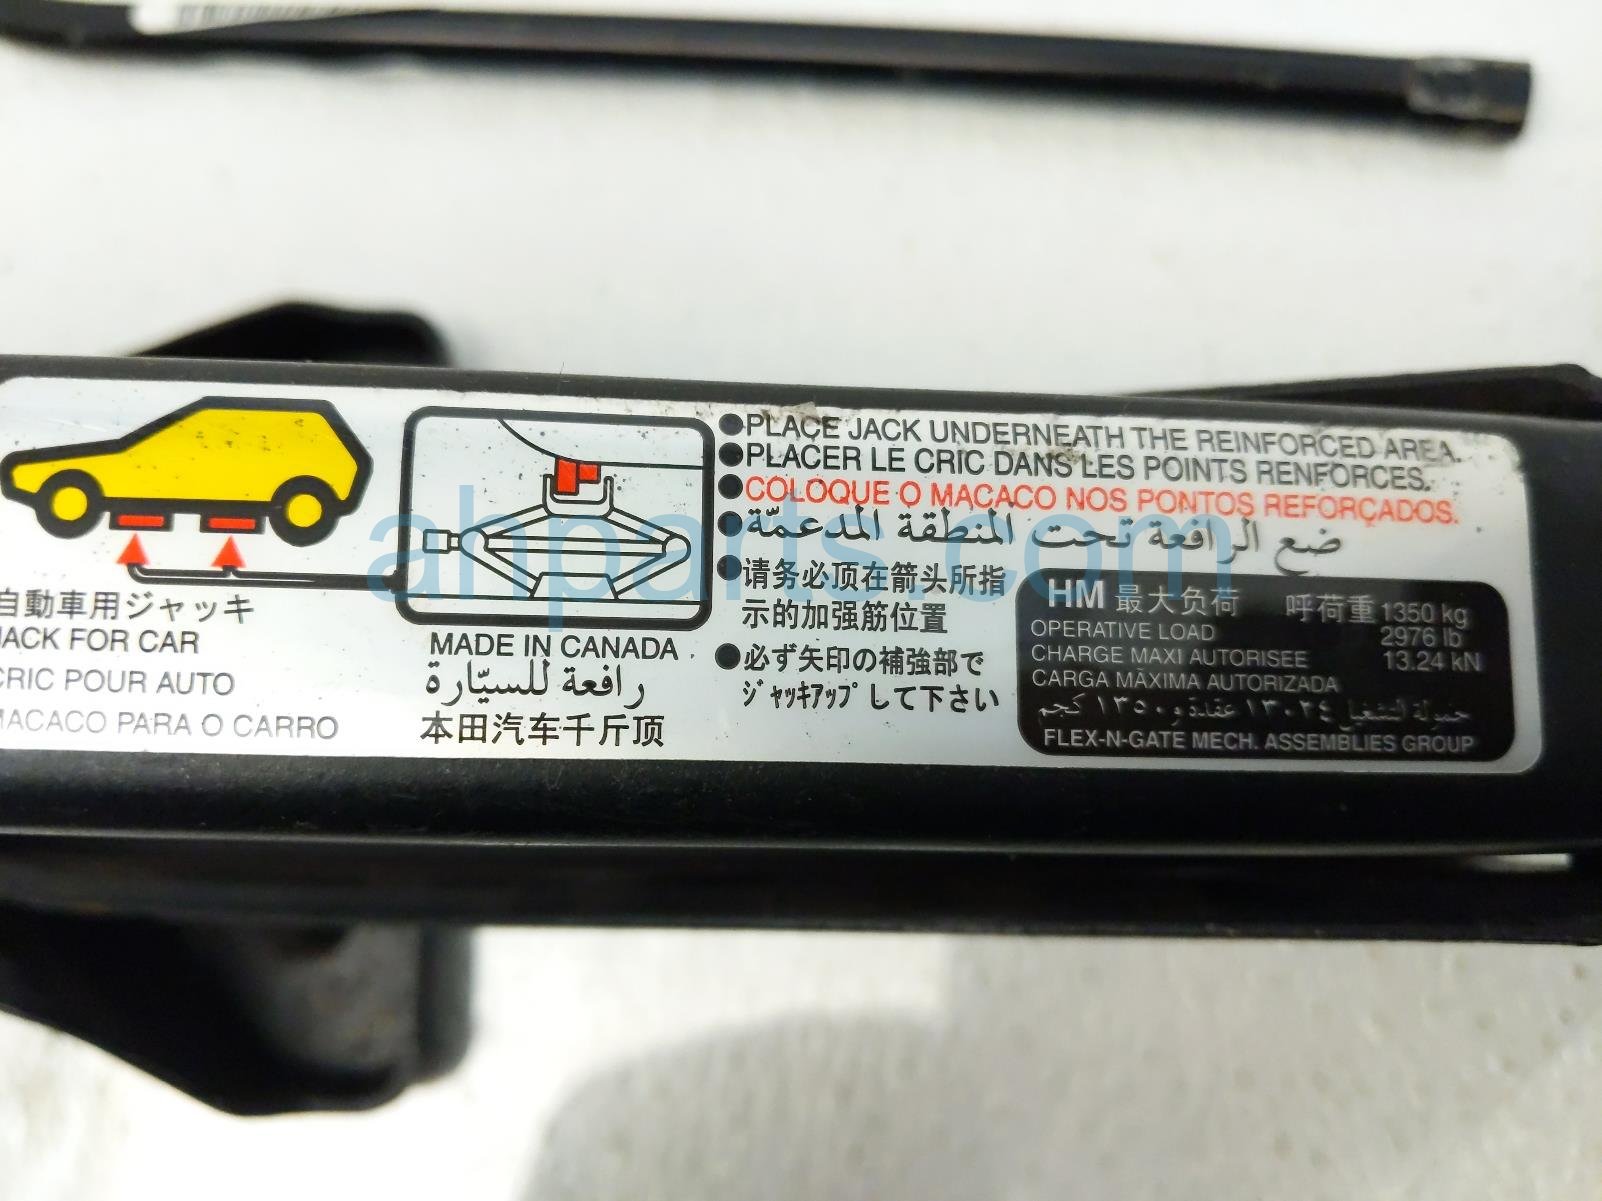 自動車用ジャッキ
JACK FOR CAR
CRIC POUR AUTO
MACACO PARA O CARRO
MADE IN CANADA
رافعة للسيّارة
本田汽车千斤顶
●PLACE JACK UNDERNEATH THE REINFORCED AREA.
●PLACER LE CRIC DANS LES POINTS RENFORCES.
●COLOQUE O MACACO NOS PONTOS REFORÇADOS.
●ضع الرافعة تحت المنطقة المدعمّة
●请务必顶在箭头所指
示的加强筋位置
●必ず矢印の補強部で
ｼﾞｬｯｷｱｯﾌﾟして下さい
HM 最大负荷 呼荷重 1350 kg
OPERATIVE LOAD 2976 lb
CHARGE MAXI AUTORISEE 13.24 kN
CARGA MÃXIMA AUTORIZADA
١٣٥٠ كجم
FLEX-N-GATE MECH. ASSEMBLIES GROUP
ahparts.com